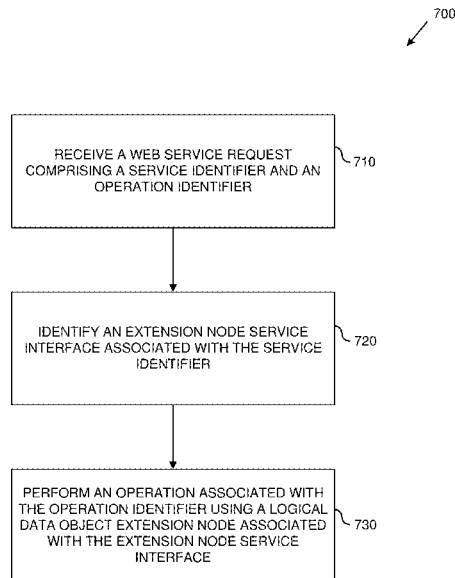 700
RECEIVE A WEB SERVICE REQUEST
COMPRISING A SERVICE IDENTIFIER AND AN
OPERATION IDENTIFIER
710
IDENTIFY AN EXTENSION NODE SERVICE
INTERFACE ASSOCIATED WITH THE SERVICE
IDENTIFIER
720
PERFORM AN OPERATION ASSOCIATED WITH
THE OPERATION IDENTIFIER USING A LOGICAL
DATA OBJECT EXTENSION NODE ASSOCIATED
WITH THE EXTENSION NODE SERVICE
INTERFACE
730